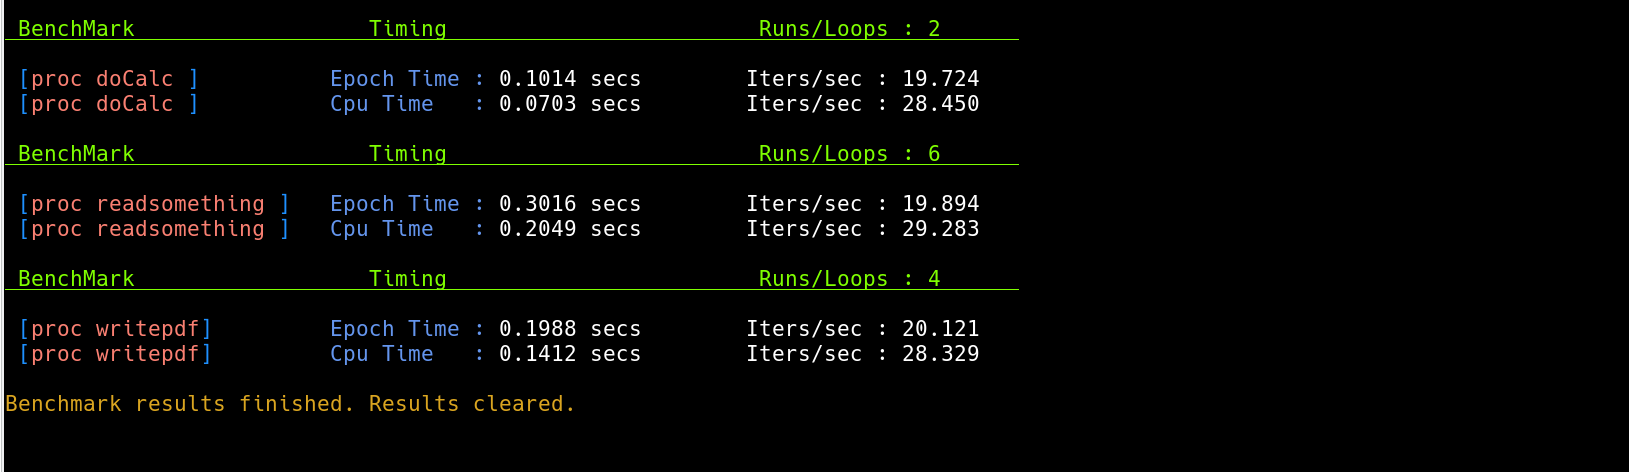 BenchMark Timing Runs/Loops : 2
[proc doCalc ] Epoch Time : 0.1014 secs Iters/sec : 19.724
[proc doCalc ] Cpu Time : 0.0703 secs Iters/sec : 28.450
BenchMark Timing Runs/Loops : 6
[proc readsomething ] Epoch Time : 0.3016 secs Iters/sec : 19.894
[proc readsomething ] Cpu Time : 0.2049 secs Iters/sec : 29.283
BenchMark Timing Runs/Loops : 4
[proc writepdf] Epoch Time : 0.1988 secs Iters/sec : 20.121
[proc writepdf] Cpu Time : 0.1412 secs Iters/sec : 28.329
Benchmark results finished. Results cleared.